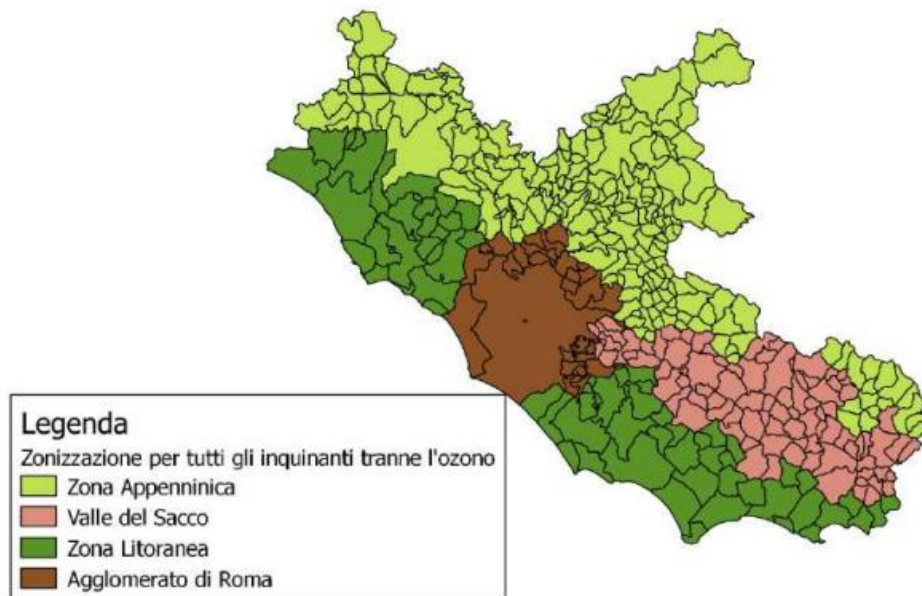 Legenda
Zonizzazione per tutti gli inquinanti tranne l'ozono
Zona Appenninica
Valle del Sacco
Zona Litoranea
Agglomerato di Roma